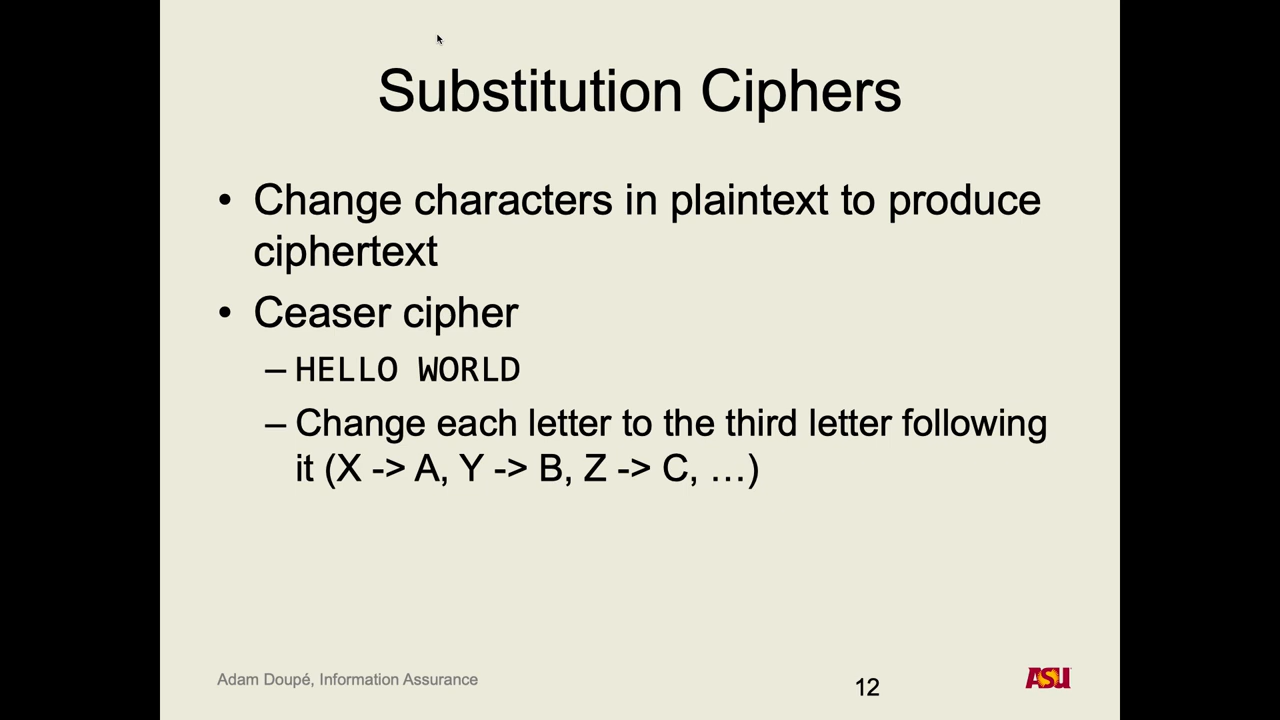 Substitution Ciphers
• Change characters in plaintext to produce
ciphertext
• Ceaser cipher
– HELLO WORLD
– Change each letter to the third letter following
it (X -> A, Y -> B, Z -> C, …)
Adam Doupé, Information Assurance
12
ASU